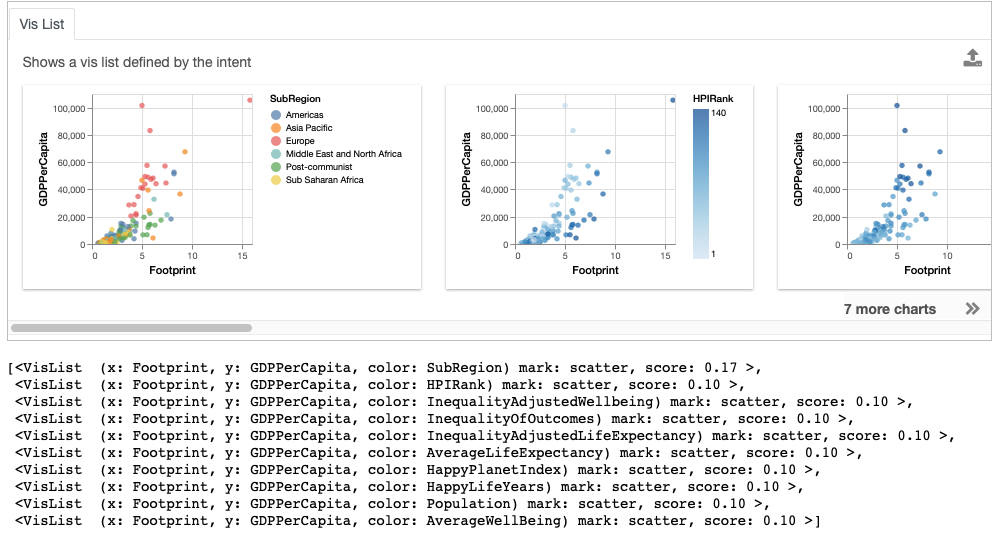 Vis List
Shows a vis list defined by the intent
100,000
80,000
60,000
40,000
20,000
0
GDPPerCapita
0 5 10 15
Footprint
SubRegion
Americas
Asia Pacific
Europe
Middle East and North Africa
Post-communist
Sub Saharan Africa
100,000
80,000
60,000
40,000
20,000
0
GDPPerCapita
0 5 10 15
Footprint
HPIRank
140
1
100,000
80,000
60,000
40,000
20,000
0
GDPPerCapita
0 5 10
Footprint
7 more charts
[<VisList  (x: Footprint, y: GDPPerCapita, color: SubRegion) mark: scatter, score: 0.17 >,
 <VisList  (x: Footprint, y: GDPPerCapita, color: HPIRank) mark: scatter, score: 0.10 >,
 <VisList  (x: Footprint, y: GDPPerCapita, color: InequalityAdjustedWellbeing) mark: scatter, score: 0.10 >,
 <VisList  (x: Footprint, y: GDPPerCapita, color: InequalityOfOutcomes) mark: scatter, score: 0.10 >,
 <VisList  (x: Footprint, y: GDPPerCapita, color: InequalityAdjustedLifeExpectancy) mark: scatter, score: 0.10 >,
 <VisList  (x: Footprint, y: GDPPerCapita, color: AverageLifeExpectancy) mark: scatter, score: 0.10 >,
 <VisList  (x: Footprint, y: GDPPerCapita, color: HappyPlanetIndex) mark: scatter, score: 0.10 >,
 <VisList  (x: Footprint, y: GDPPerCapita, color: HappyLifeYears) mark: scatter, score: 0.10 >,
 <VisList  (x: Footprint, y: GDPPerCapita, color: Population) mark: scatter, score: 0.10 >,
 <VisList  (x: Footprint, y: GDPPerCapita, color: AverageWellBeing) mark: scatter, score: 0.10 >]